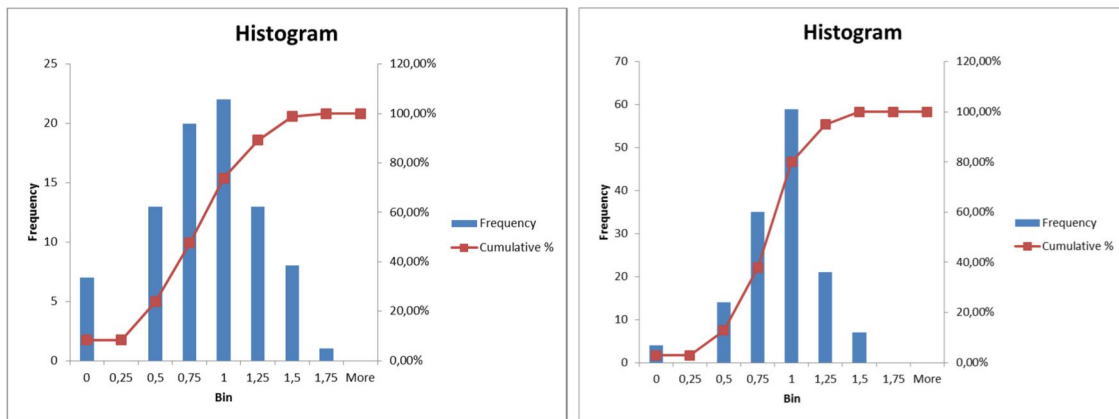 Histogram
25
20
15
10
5
0
Frequency
120,00%
100,00%
80,00%
60,00%
40,00%
20,00%
0,00%
0 0,25 0,5 0,75 1 1,25 1,5 1,75 More
Bin
Frequency
Cumulative %
Histogram
70
60
50
40
30
20
10
0
Frequency
120,00%
100,00%
80,00%
60,00%
40,00%
20,00%
0,00%
0 0,25 0,5 0,75 1 1,25 1,5 1,75 More
Bin
Frequency
Cumulative %